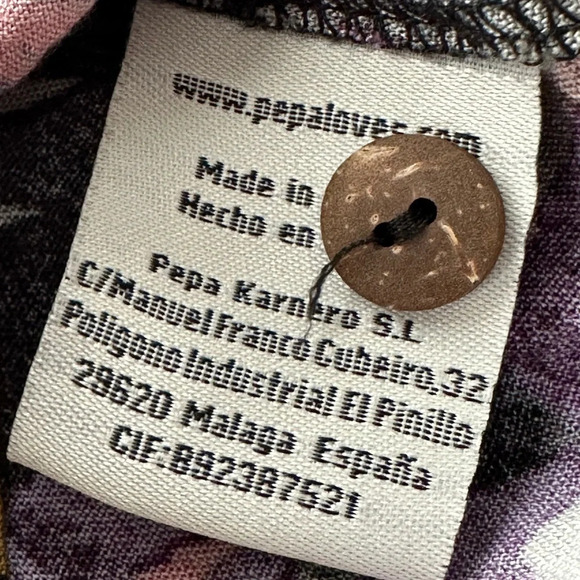 www.pepaloves.com
Made in
Hecho en
Pepa Karnero S.L
C/Manuel Franco Cubeiro,32
Poligono Industrial El Pinillo
29620 Malaga España
CIF:B92387521